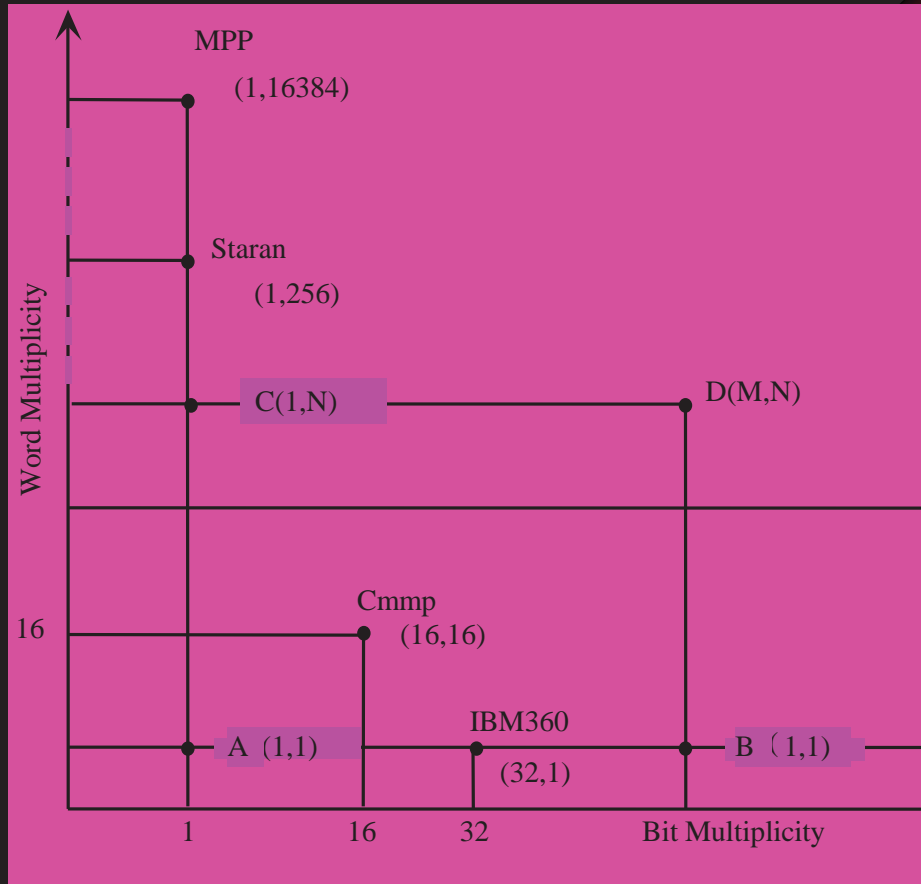 MPP
(1,16384)
Staran
(1,256)
Word Multiplicity
C(1,N)
D(M,N)
Cmmp
16
(16,16)
IBM360
A (1,1)
B（1,1)
(32,1)
1
16
32
Bit Multiplicity